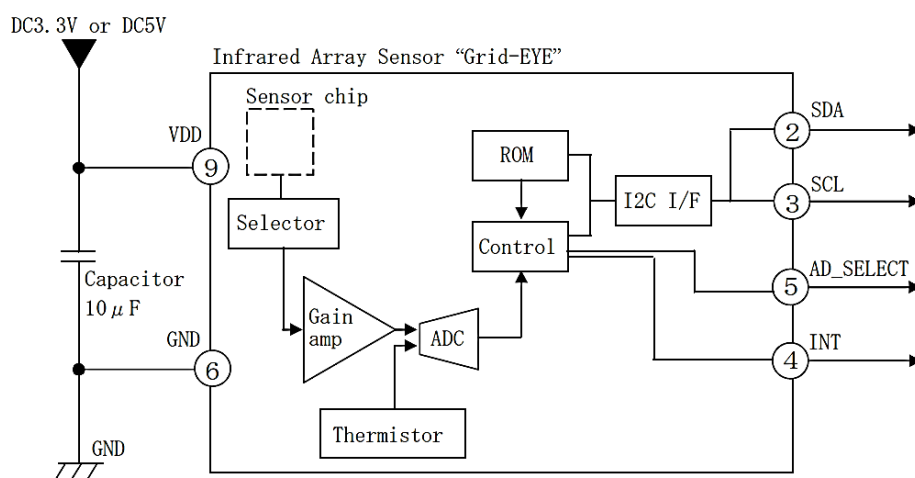 DC3.3V or DC5V
Infrared Array Sensor “Grid-EYE”
Sensor chip
VDD
9
Selector
ROM
I2C I/F
Control
SDA
2
SCL
3
AD_SELECT
5
INT
4
Capacitor
10μF
Gain
amp
ADC
GND
6
Thermistor
GND